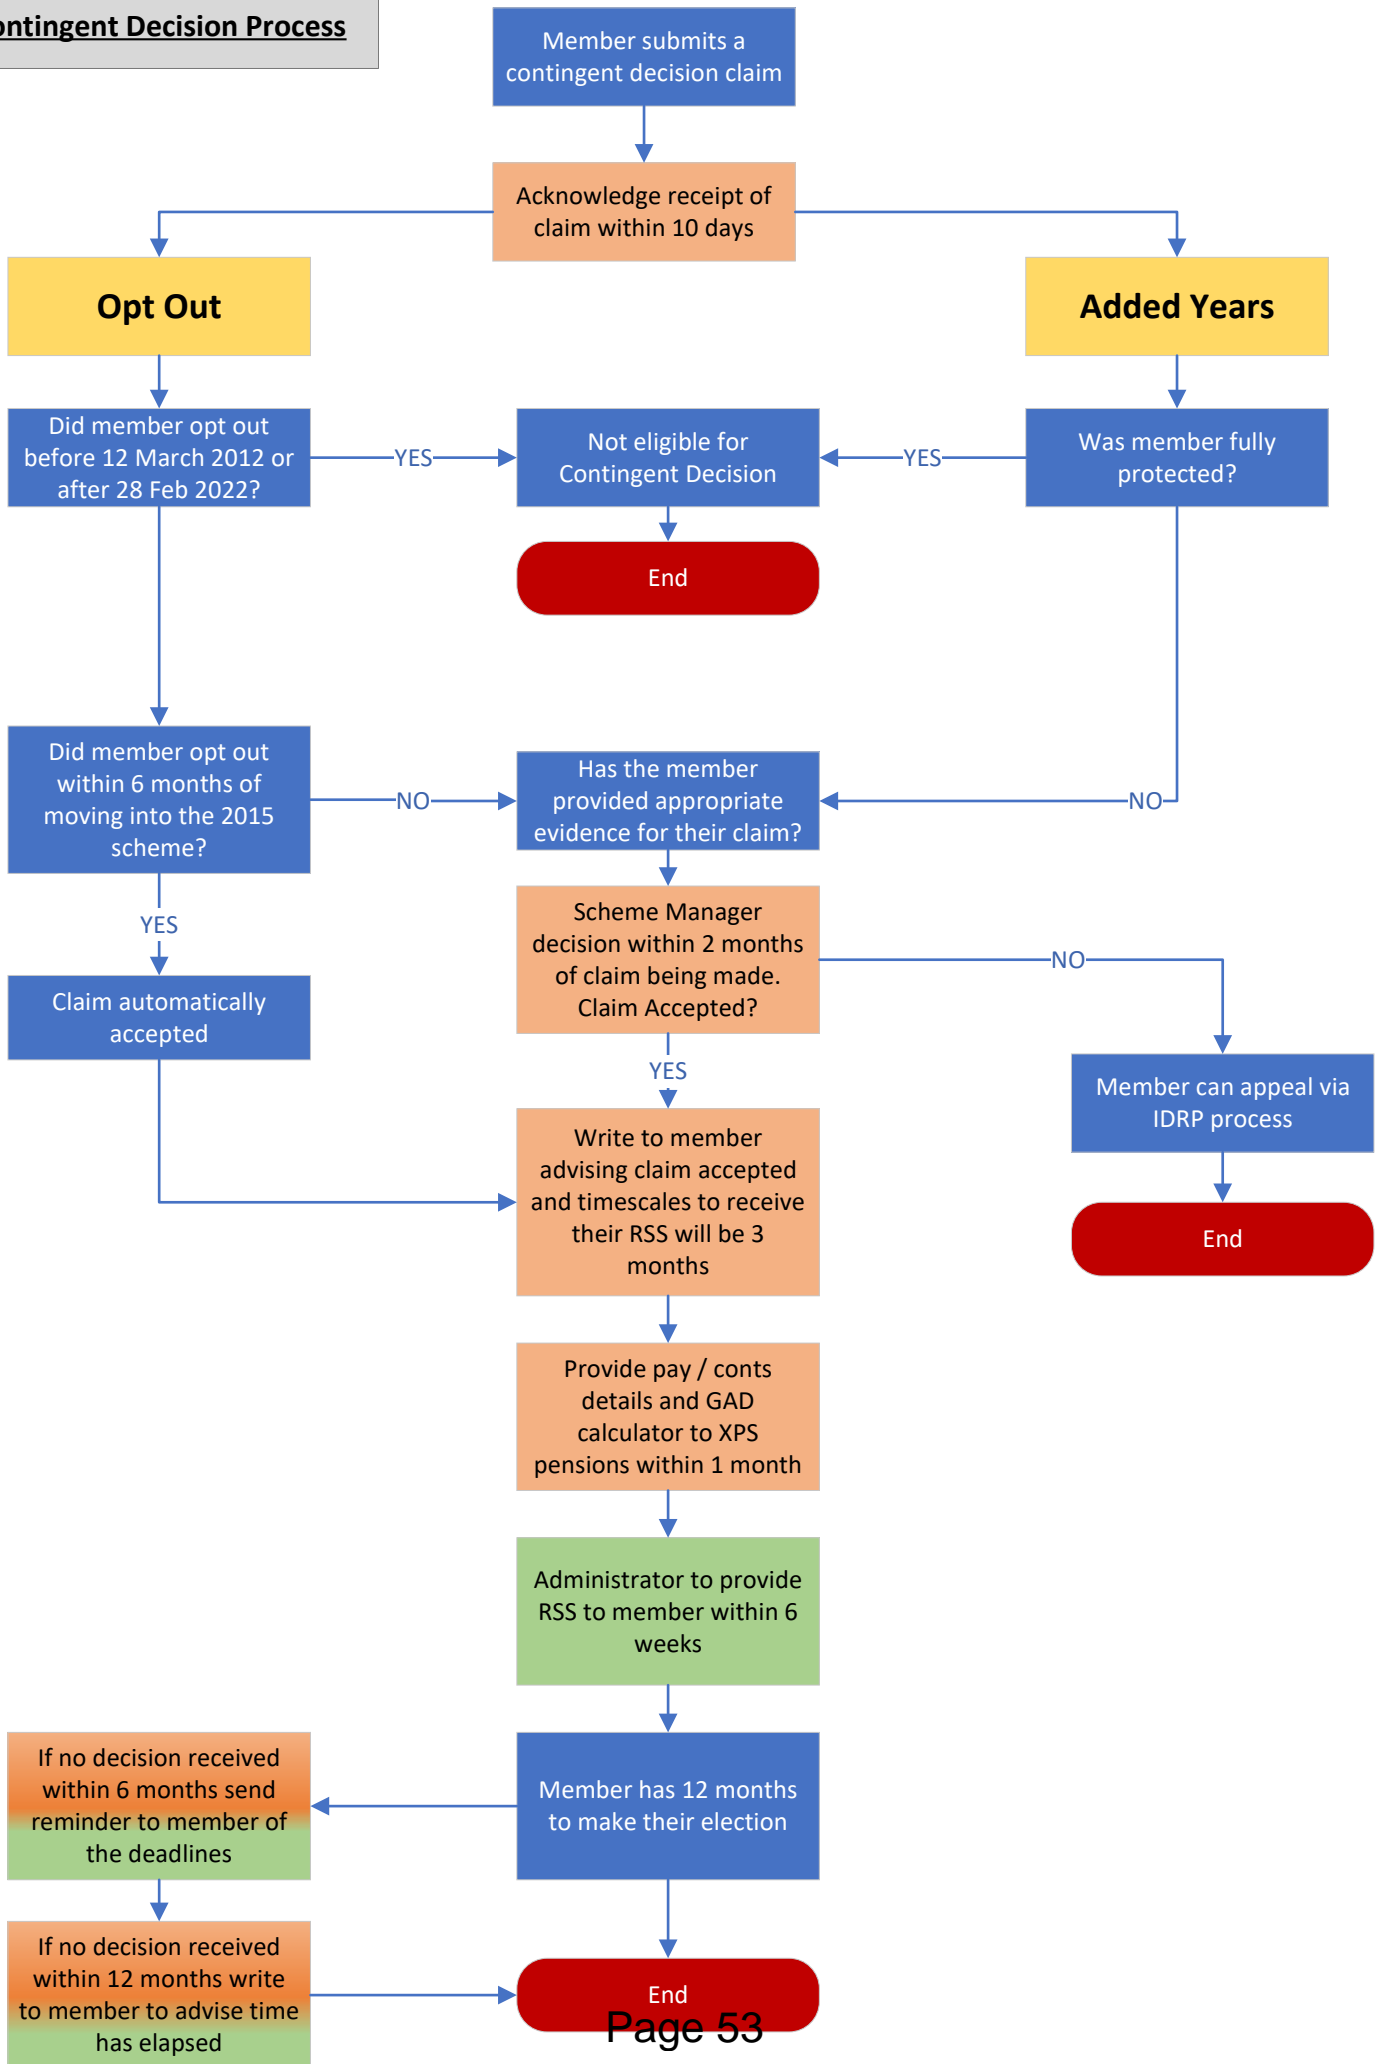 ontingent Decision Process
Member submits a
contingent decision claim
Acknowledge receipt of
claim within 10 days
Opt Out
Added Years
Did member opt out
before 12 March 2012 or
after 28 Feb 2022?
YES
Not eligible for
Contingent Decision
YES
Was member fully
protected?
End
Did member opt out
within 6 months of
moving into the 2015
scheme?
NO
Has the member
provided appropriate
evidence for their claim?
NO
YES
Scheme Manager
decision within 2 months
of claim being made.
Claim Accepted?
NO
Claim automatically
accepted
YES
Member can appeal via
IDRP process
Write to member
advising claim accepted
and timescales to receive
their RSS will be 3
months
End
Provide pay / conts
details and GAD
calculator to XPS
pensions within 1 month
Administrator to provide
RSS to member within 6
weeks
If no decision received
within 6 months send
reminder to member of
the deadlines
Member has 12 months
to make their election
If no decision received
within 12 months write
to member to advise time
has elapsed
End
Page 53